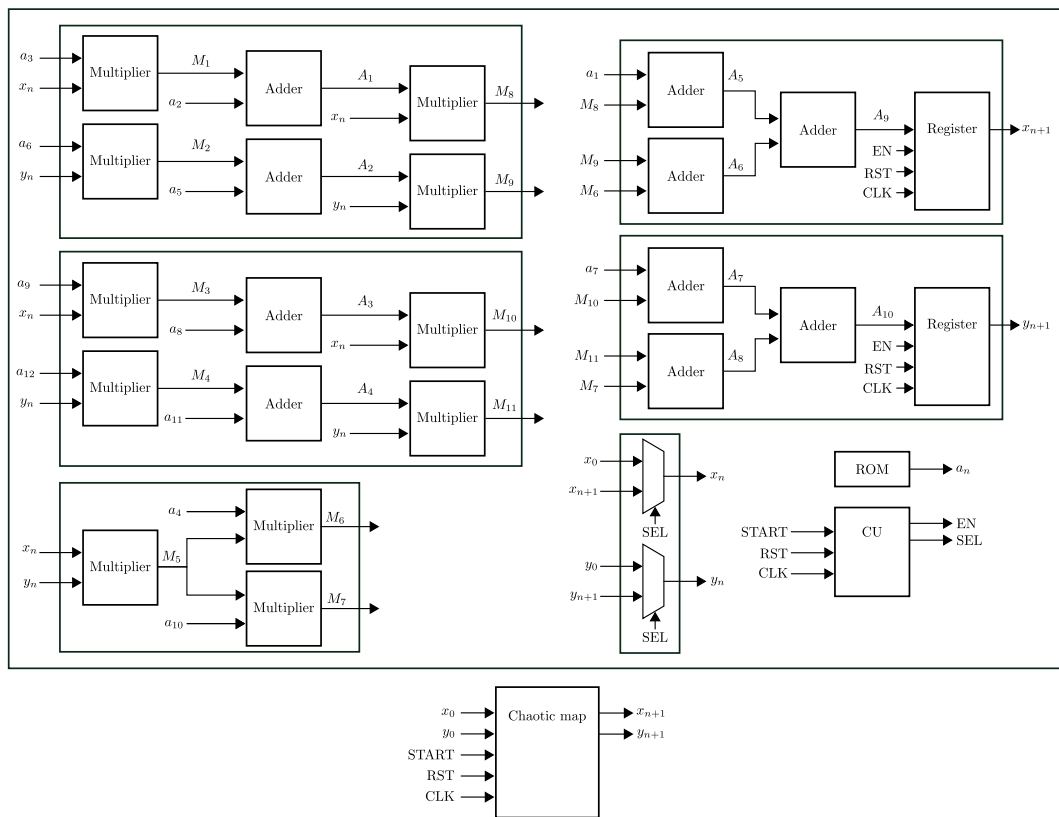 a₃
xₙ
Multiplier
M₁
a₂
Adder
A₁
xₙ
Multiplier
M₈
a₆
yₙ
Multiplier
M₂
a₅
Adder
A₂
yₙ
Multiplier
M₉
a₉
xₙ
Multiplier
M₃
a₈
Adder
A₃
xₙ
Multiplier
M₁₀
a₁₂
yₙ
Multiplier
M₄
a₁₁
Adder
A₄
yₙ
Multiplier
M₁₁
xₙ
yₙ
Multiplier
M₅
a₄
Multiplier
M₆
a₁₀
Multiplier
M₇
a₁
M₈
Adder
A₅
M₉
M₆
Adder
A₆
Adder
A₉
EN
RST
CLK
Register
xₙ₊₁
a₇
M₁₀
Adder
A₇
M₁₁
M₇
Adder
A₈
Adder
A₁₀
EN
RST
CLK
Register
yₙ₊₁
x₀
xₙ₊₁
SEL
xₙ
y₀
yₙ₊₁
SEL
yₙ
ROM
aₙ
START
RST
CLK
CU
EN
SEL
x₀
y₀
START
RST
CLK
Chaotic map
xₙ₊₁
yₙ₊₁